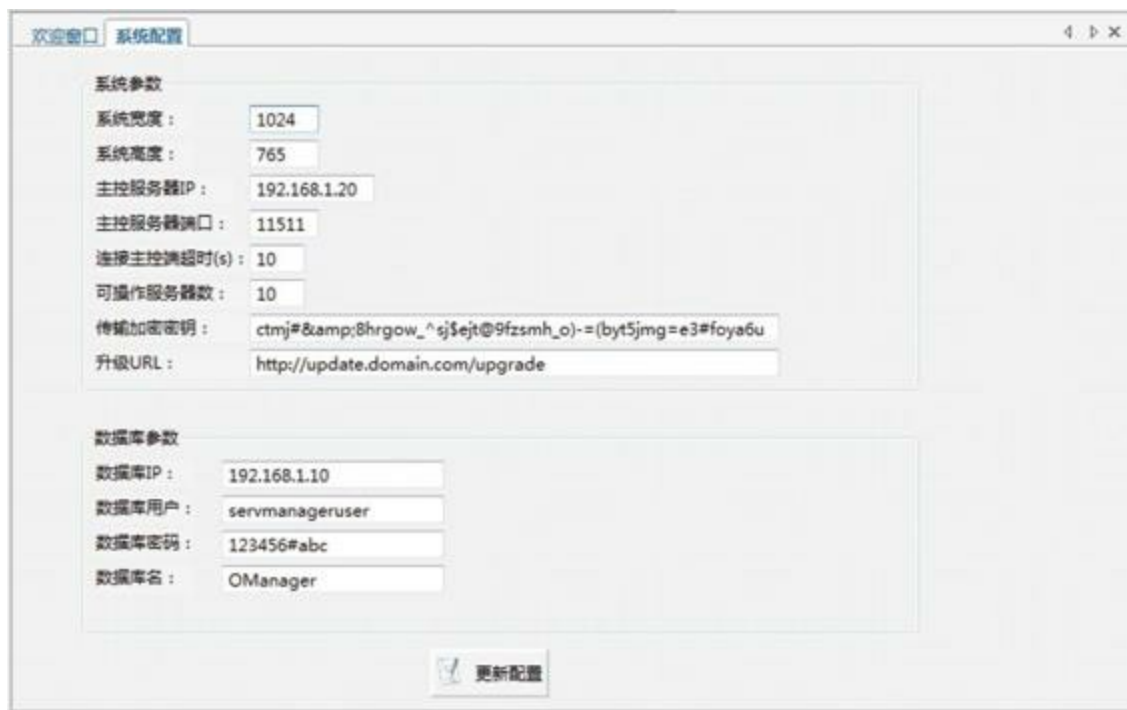 欢迎窗口 系统配置
系统参数
系统宽度： 1024
系统高度： 765
主控服务器IP： 192.168.1.20
主控服务器端口： 11511
连接主控端超时(s)： 10
可操作服务器数： 10
传输加密密钥： ctmj#&amp;8hrgow_^sj$ejt@9fzsmh_o)-=(byt5jmg=e3#foya6u
升级URL： http://update.domain.com/upgrade
数据库参数
数据库IP： 192.168.1.10
数据库用户： servmanageruser
数据库密码： 123456#abc
数据库名： OManager
更新配置